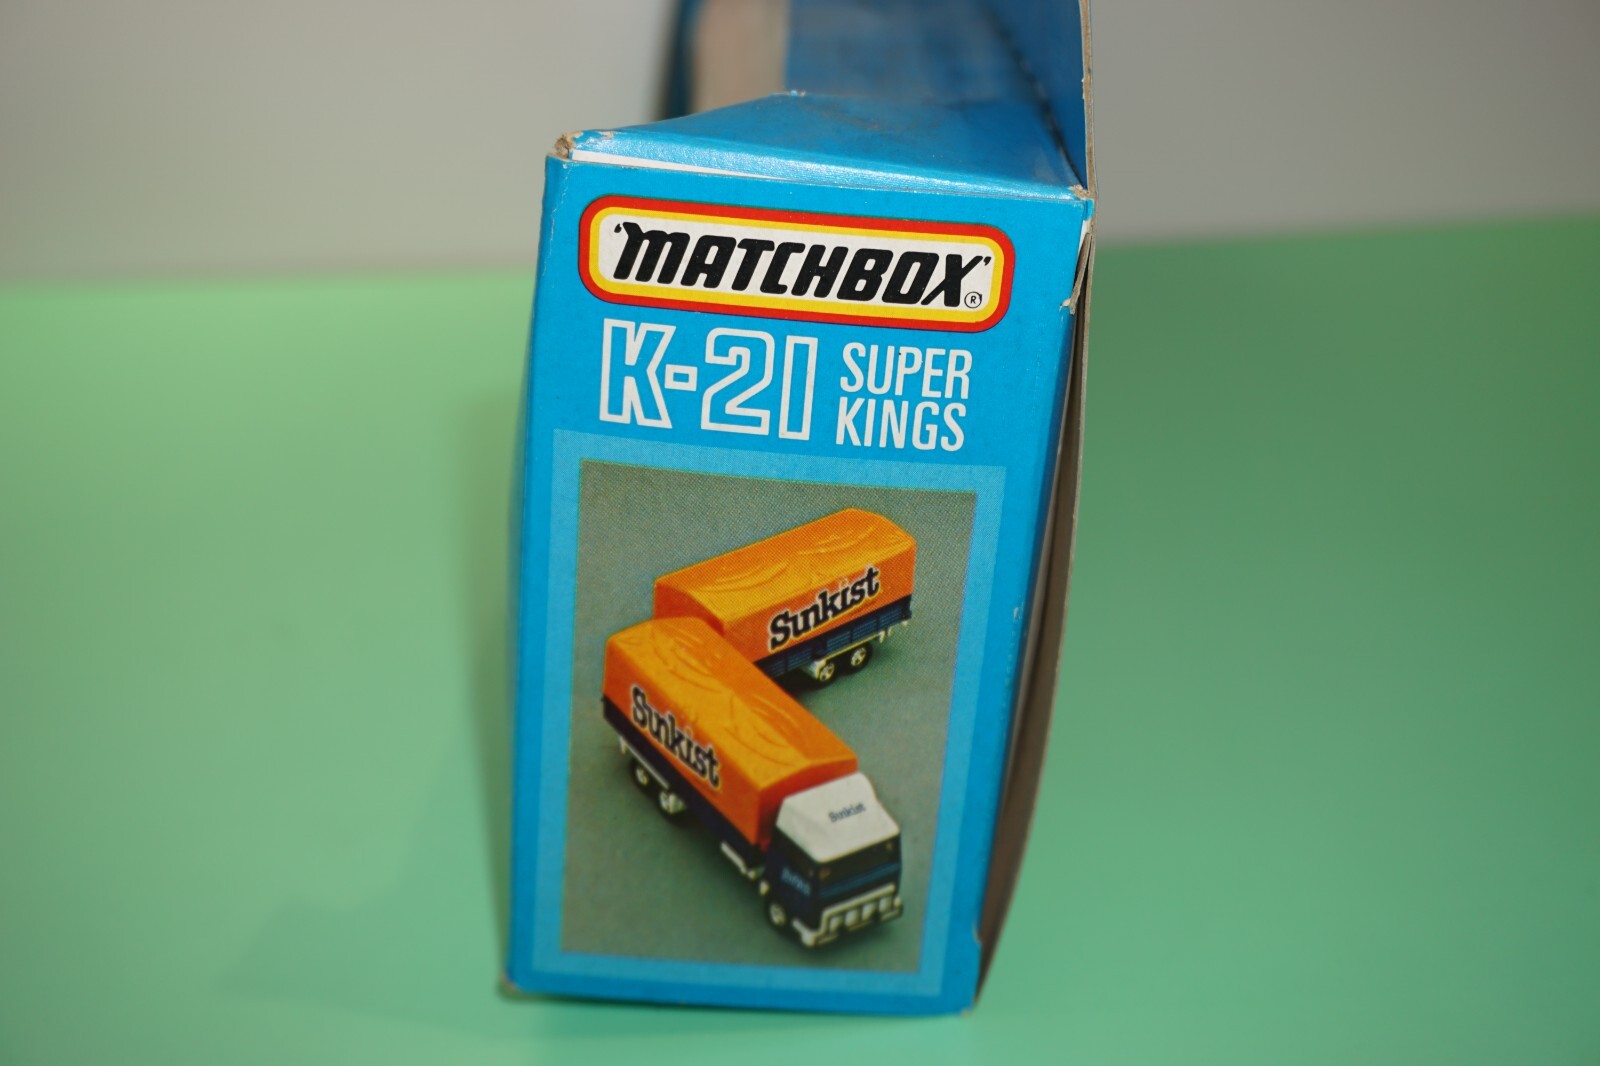 'MATCHBOX'®
K-21 SUPER
KINGS
Sunkist
Sunkist
Sunkist